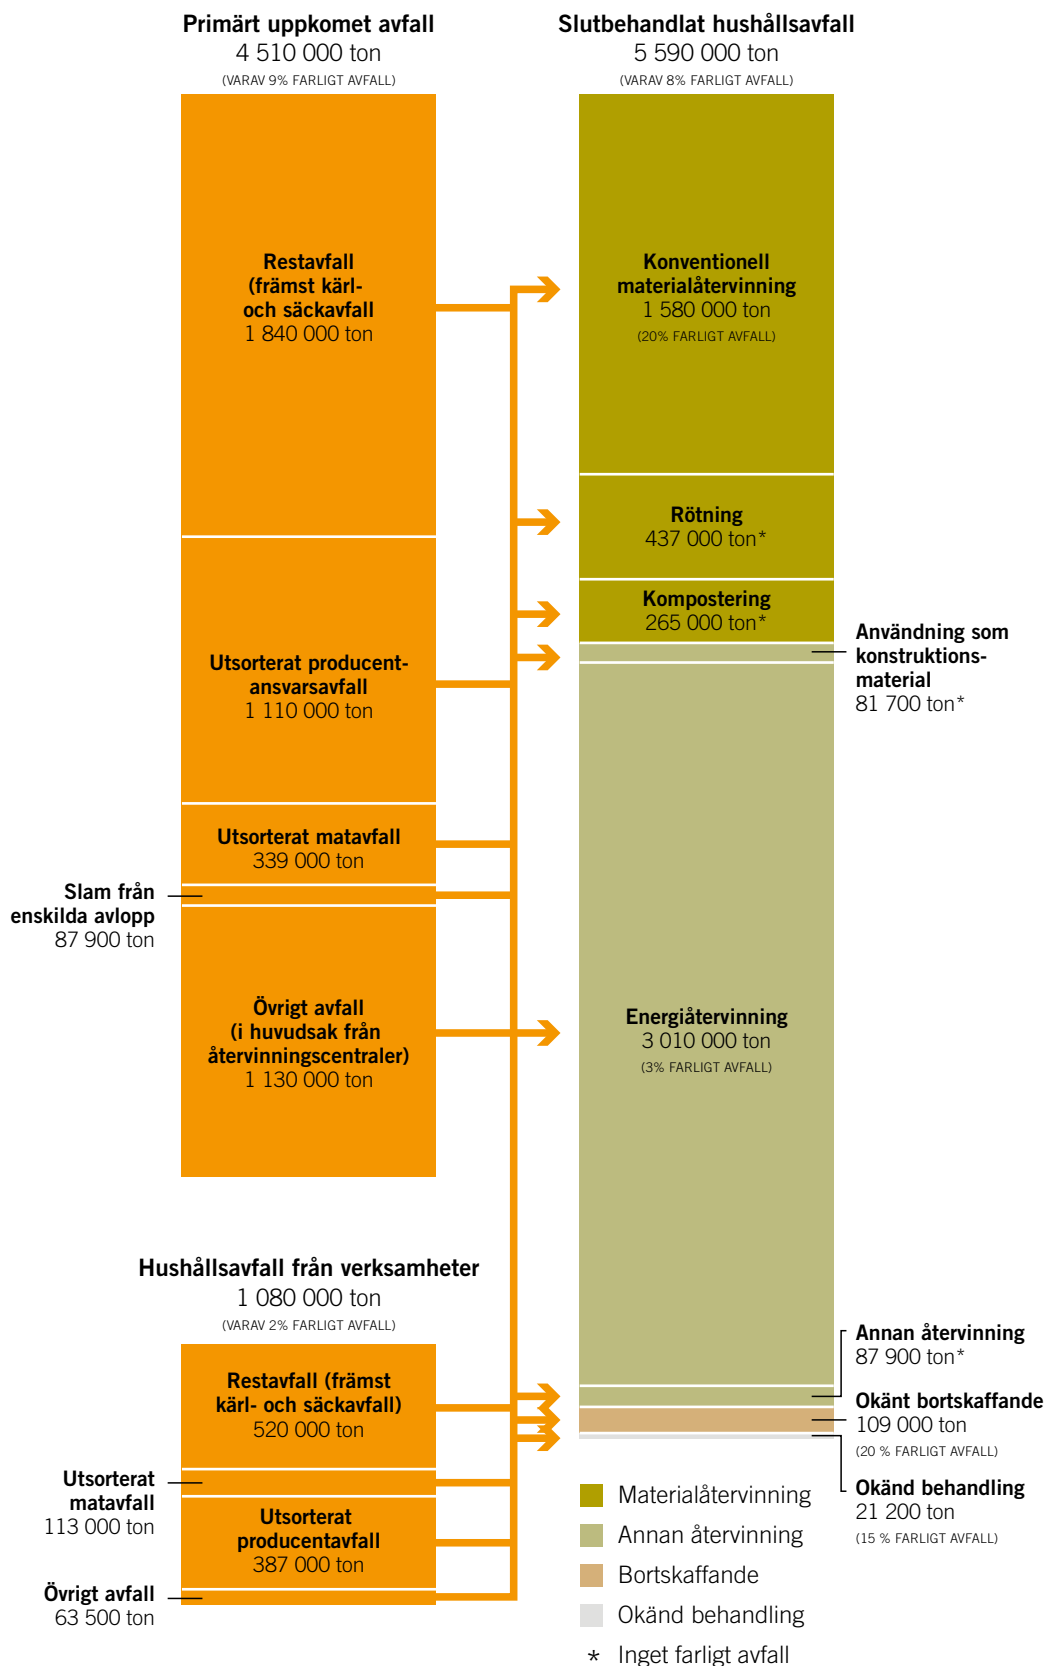 Primärt uppkomet avfall
4 510 000 ton
(VARAV 9% FARLIGT AVFALL)
Restavfall
(främst kärl-
och säckavfall
1 840 000 ton
Utsorterat producent-
ansvarsavfall
1 110 000 ton
Utsorterat matavfall
339 000 ton
Slam från
enskilda avlopp
87 900 ton
Övrigt avfall
(i huvudsak från
återvinningscentraler)
1 130 000 ton
Hushållsavfall från verksamheter
1 080 000 ton
(VARAV 2% FARLIGT AVFALL)
Restavfall (främst
kärl- och säckavfall)
520 000 ton
Utsorterat
matavfall
113 000 ton
Utsorterat
producentavfall
387 000 ton
Övrigt avfall
63 500 ton
Slutbehandlat hushållsavfall
5 590 000 ton
(VARAV 8% FARLIGT AVFALL)
Konventionell
materialåtervinning
1 580 000 ton
(20% FARLIGT AVFALL)
Rötning
437 000 ton*
Kompostering
265 000 ton*
Användning som
konstruktions-
material
81 700 ton*
Energiåtervinning
3 010 000 ton
(3% FARLIGT AVFALL)
Annan återvinning
87 900 ton*
Okänt bortskaffande
109 000 ton
(20 % FARLIGT AVFALL)
Okänd behandling
21 200 ton
(15 % FARLIGT AVFALL)
Materialåtervinning
Annan återvinning
Bortskaffande
Okänd behandling
* Inget farligt avfall